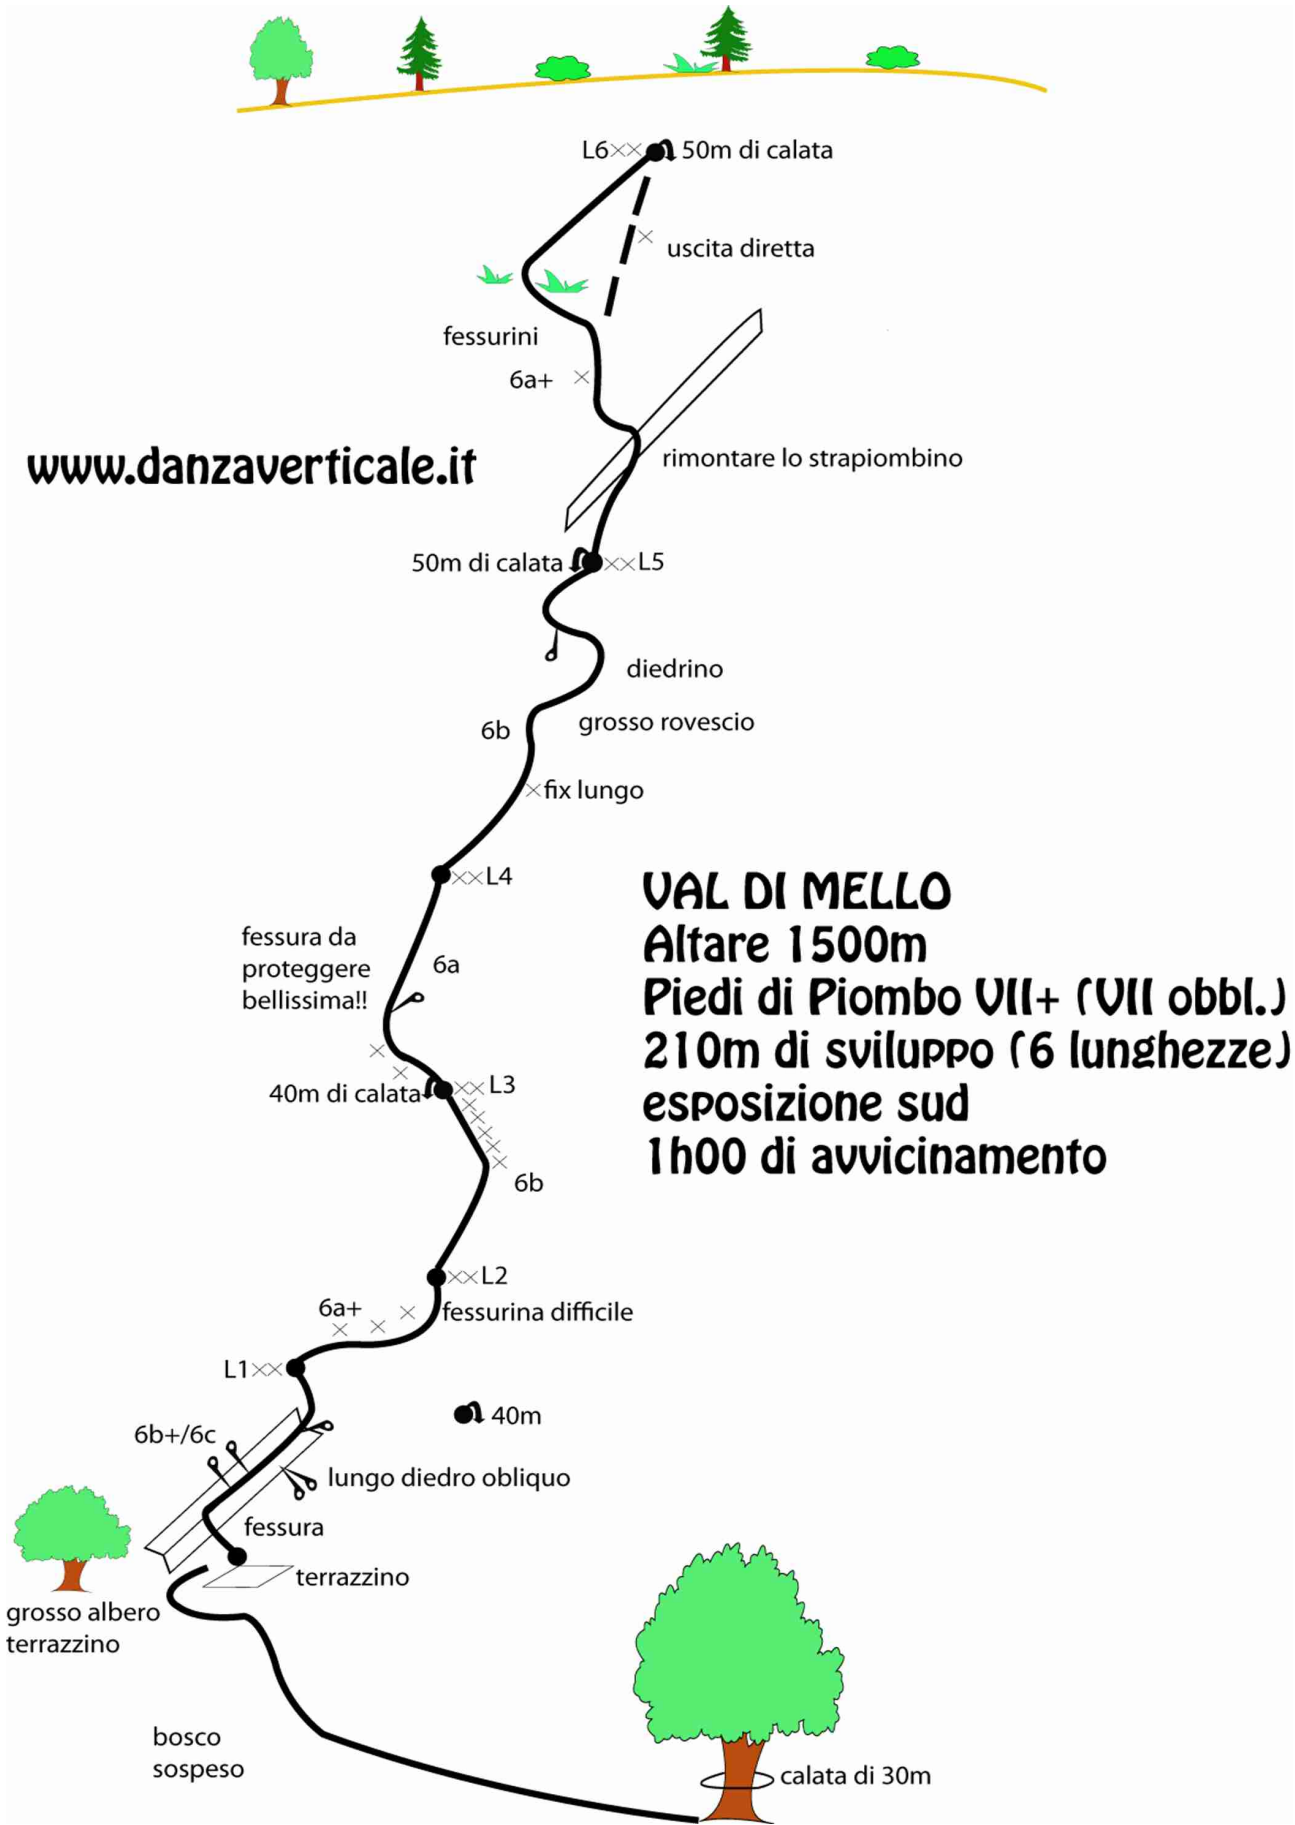 L6 50m di calata
uscita diretta
fessurini
6a+
www.danzaverticale.it
rimontare lo strapiombino
50m di calata L5
diedrino
grosso rovescio
6b
fix lungo
L4
VAL DI MELLO
Altare 1500m
Piedi di Piombo VII+ (VII obbl.)
210m di sviluppo (6 lunghezze)
esposizione sud
1h00 di avvicinamento
fessura da
proteggere
bellissima!!
6a
40m di calata L3
6b
L2
6a+
fessurina difficile
L1
40m
6b+/6c
lungo diedro obliquo
fessura
terrazzino
grosso albero
terrazzino
bosco
sospeso
calata di 30m